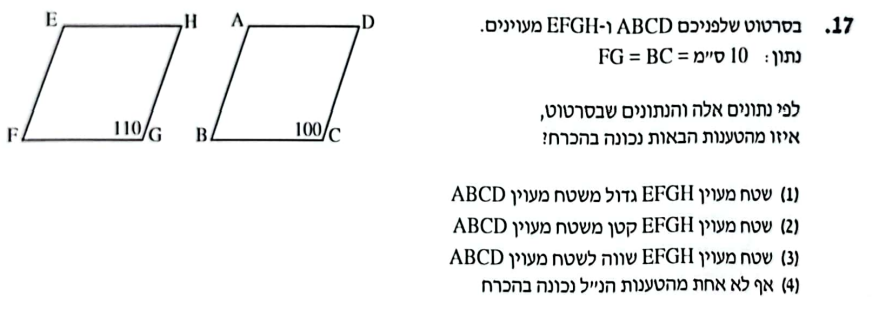 17. בסרטוט שלפניכם ABCD ו-EFGH מעוינים.
נתון: 10 ס״מ = FG = BC
לפי נתונים אלה והנתונים שבסרטוט,
איזו מהטענות הבאות נכונה בהכרח?
(1) שטח מעוין EFGH גדול משטח מעוין ABCD
(2) שטח מעוין EFGH קטן משטח מעוין ABCD
(3) שטח מעוין EFGH שווה לשטח מעוין ABCD
(4) אף לא אחת מהטענות הנ״ל נכונה בהכרח
E H A D
F 110 G B 100 C